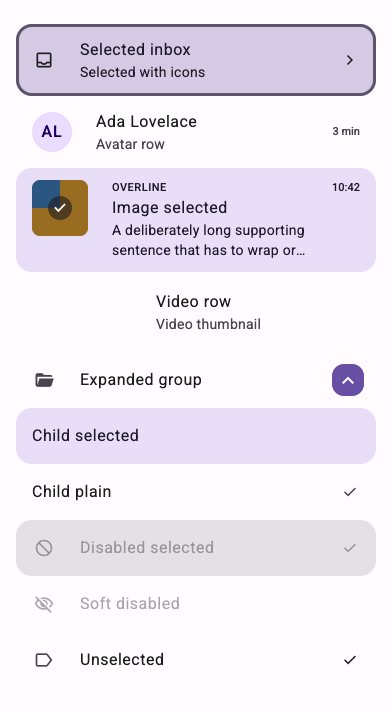 Selected inbox
Selected with icons
AL
Ada Lovelace
Avatar row
3 min
OVERLINE
10:42
Image selected
A deliberately long supporting
sentence that has to wrap or…
Video row
Video thumbnail
Expanded group
Child selected
Child plain
Disabled selected
Soft disabled
Unselected